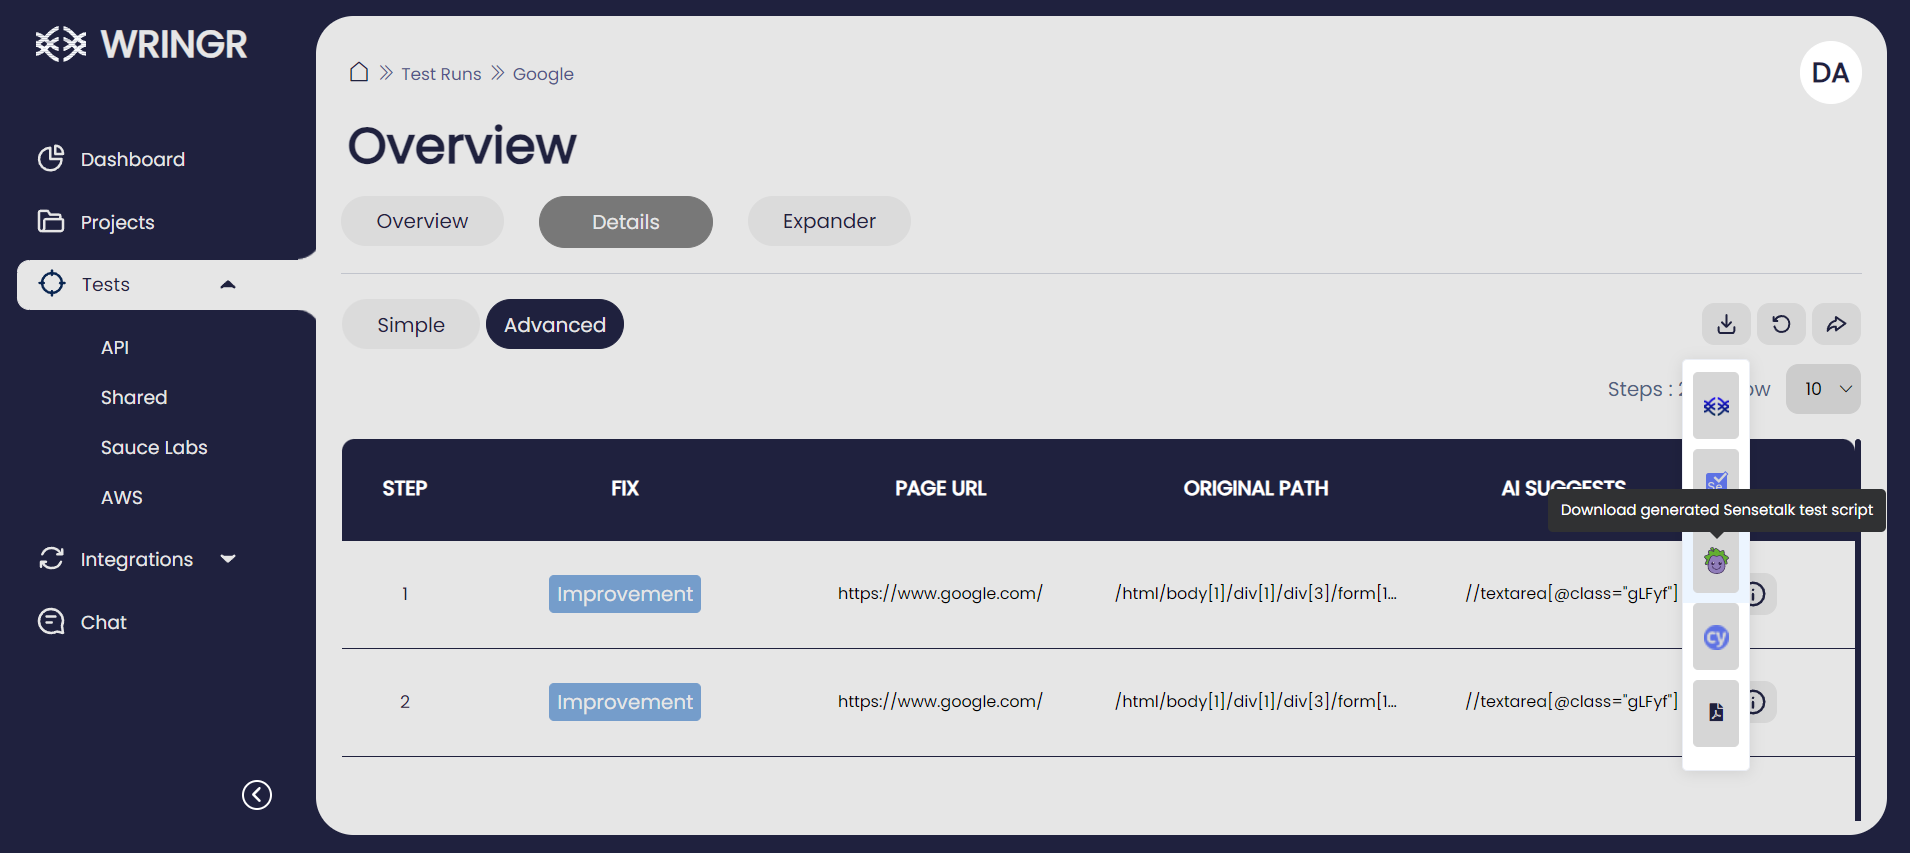 WRINGR
Dashboard
Projects
Tests
API
Shared
Sauce Labs
AWS
Integrations
Chat
Test Runs
Google
DA
Overview
Overview
Details
Expander
Simple
Advanced
Steps :
10
STEP
FIX
PAGE URL
ORIGINAL PATH
AI SUGGESTS
Se
Download generated Sensetalk test script
1
Improvement
https://www.google.com/
/html/body[1]/div[1]/div[3]/form[1...
//textarea[@class="gLFyf"]
cy
2
Improvement
https://www.google.com/
/html/body[1]/div[1]/div[3]/form[1...
//textarea[@class="gLFyf"]